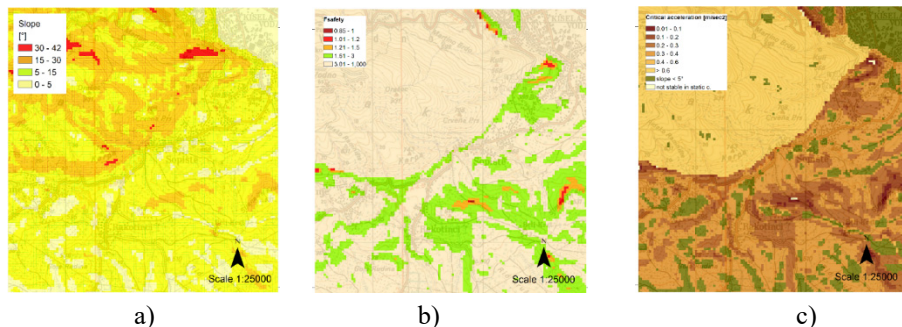 Slope
[°]
30 - 42
15 - 30
5 - 15
0 - 5
Scale 1:25000
a)
Fsafety
0.85 - 1
1.01 - 1.2
1.21 - 1.5
1.51 - 3
3.01 - 1,000
Scale 1:25000
b)
Critical acceleration [m/sec2]
0.01 - 0.1
0.1 - 0.2
0.2 - 0.3
0.3 - 0.4
0.4 - 0.6
> 0.6
slope < 5°
not stable in static c.
Scale 1:25000
c)